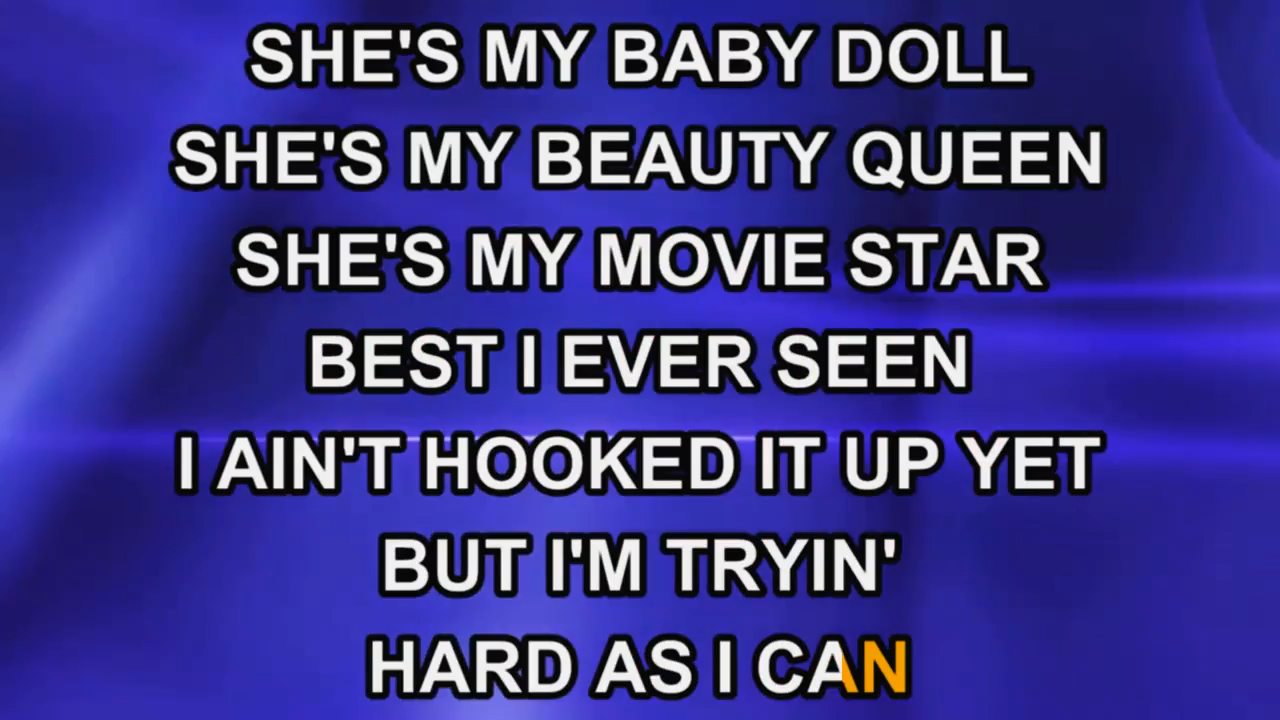 SHE'S MY BABY DOLL
SHE'S MY BEAUTY QUEEN
SHE'S MY MOVIE STAR
BEST I EVER SEEN
I AIN'T HOOKED IT UP YET
BUT I'M TRYIN'
HARD AS I CAN